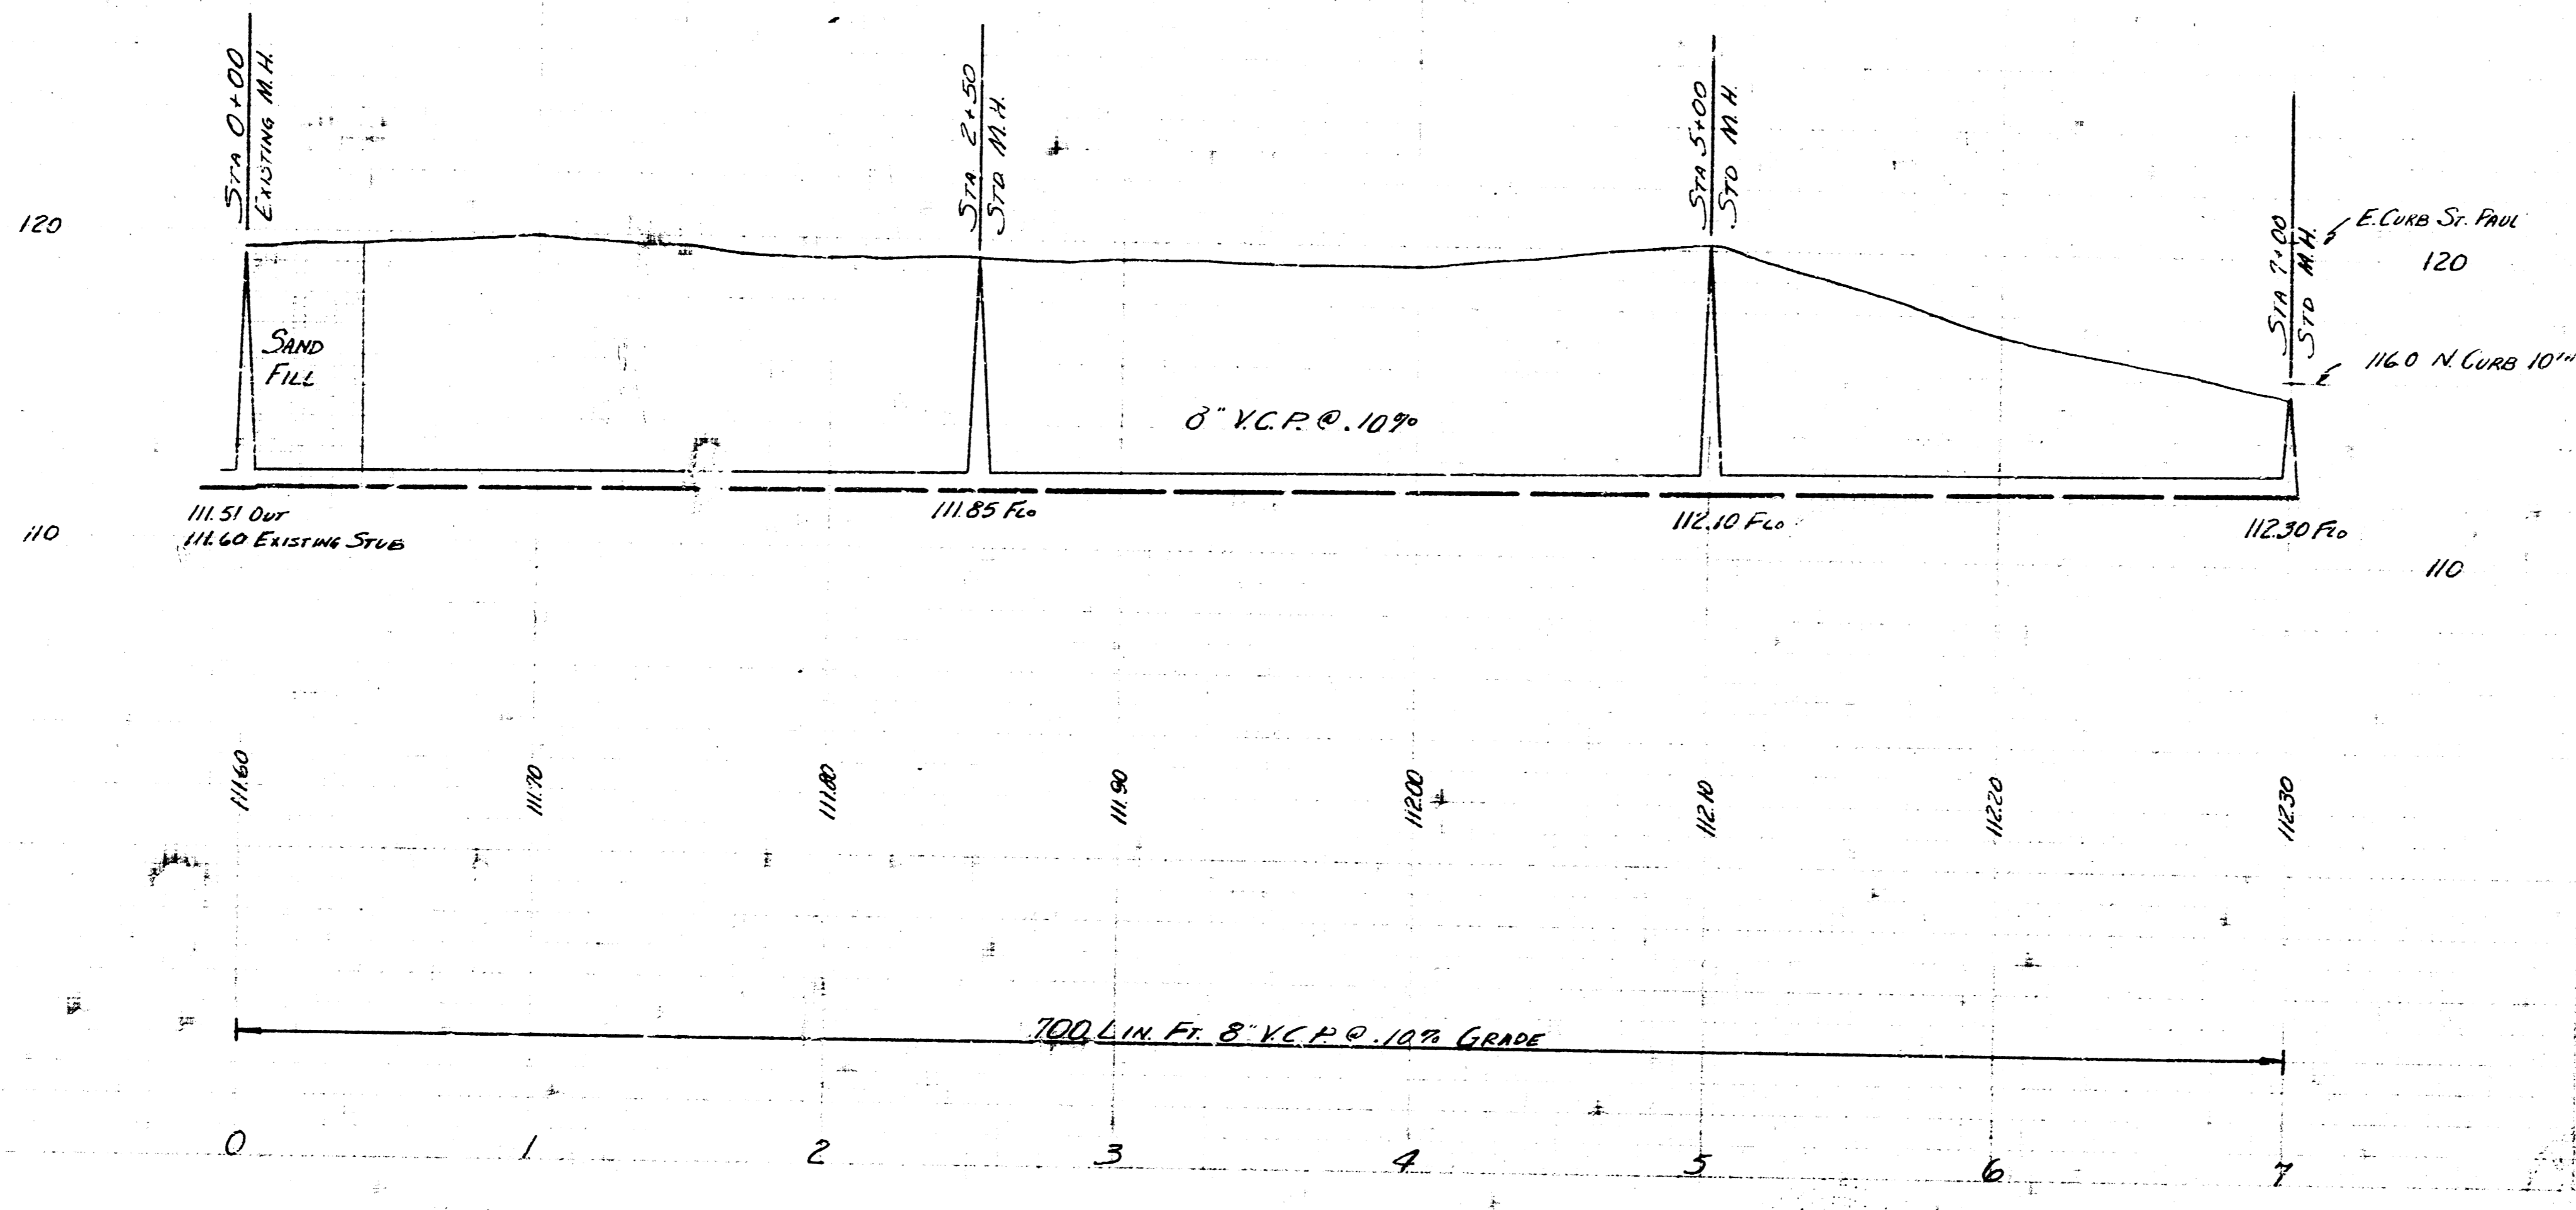 STA 0+00
EXISTING M.H.
STA 2+50
STD M.H.
STA 5+00
STD M.H.
STA 7+00
STD M.H.
E. CURB ST. PAUL
120
120
116.0 N. CURB 10TH
SAND
FILL
8" V.C.P. @ .10%
111.51 OUT
111.60 EXISTING STUB
111.85 FLO
112.10 FLO
112.30 FLO
110
110
111.60
111.70
111.80
111.90
112.00
112.10
112.20
112.30
700 LIN. FT. 8" V.C.P. @ .10% GRADE
0 1 2 3 4 5 6 7